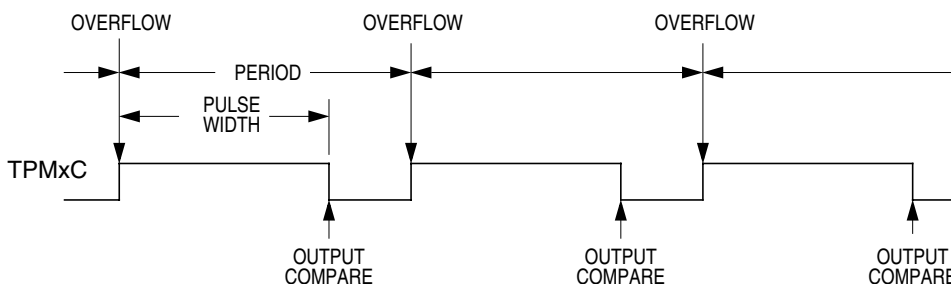 OVERFLOW
OVERFLOW
OVERFLOW
PERIOD
PULSE
WIDTH
TPMxC
OUTPUT
COMPARE
OUTPUT
COMPARE
OUTPUT
COMPARE